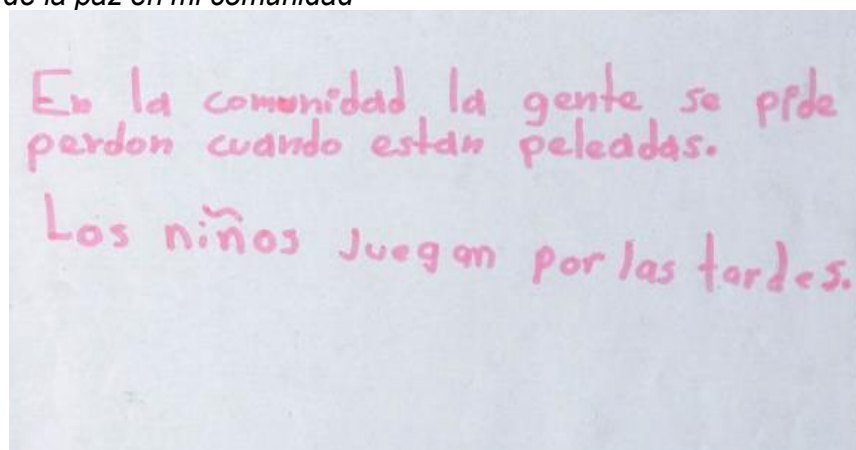 de la paz en mi comunidad
En la comunidad la gente se pide
perdon cuando estan peleadas.
Los niños Juegan por las tardes.